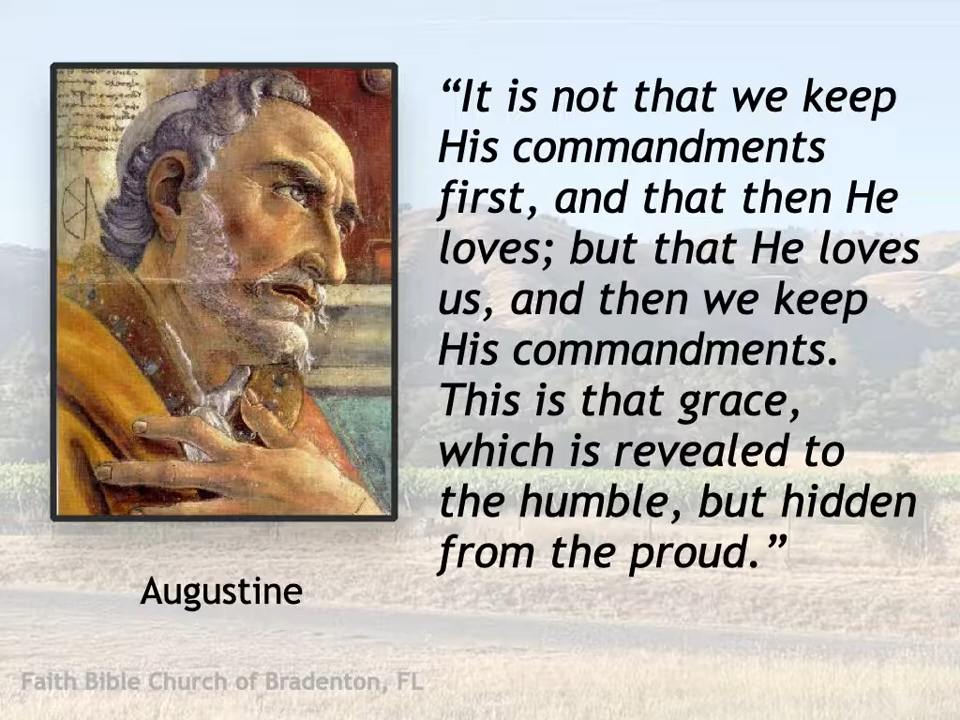 “It is not that we keep
His commandments
first, and that then He
loves; but that He loves
us, and then we keep
His commandments.
This is that grace,
which is revealed to
the humble, but hidden
from the proud.”
Augustine
Faith Bible Church of Bradenton, FL